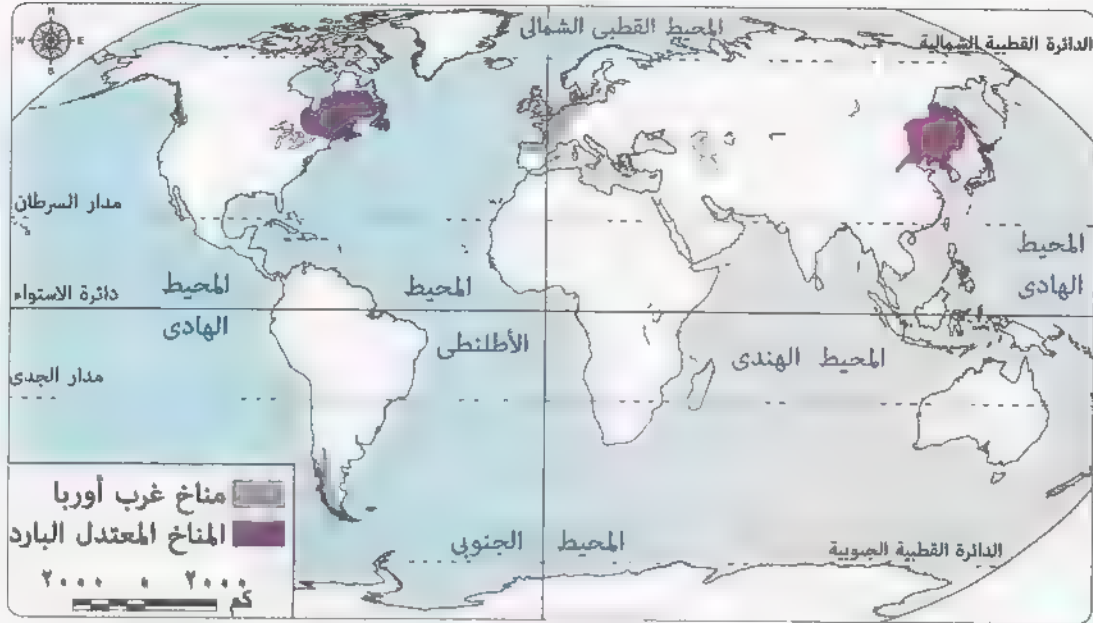 N
W E
S
المحيط القطبى الشمالى
الدائرة القطبية الشمالية
مدار السرطان
المحيط
الهادى
دائرة الاستواء
المحيط
الهادى
المحيط
الأطلنطى
المحيط الهندى
مدار الجدى
مناخ غرب أوربا
المناخ المعتدل البارد
٢٠٠٠ ٠ ٢٠٠٠
كم
المحيط الجنوبى
الدائرة القطبية الجنوبية